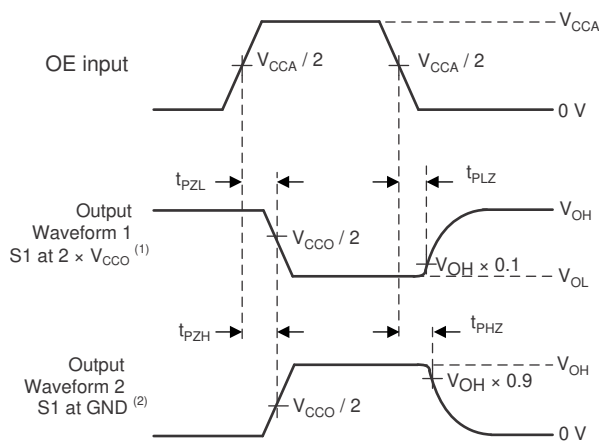 V_CCA
OE input
V_CCA / 2
V_CCA / 2
0 V
t_PZL
t_PLZ
Output
Waveform 1
S1 at 2 × V_CCO (1)
V_OH
V_CCO / 2
V_OH × 0.1
V_OL
t_PZH
t_PHZ
Output
Waveform 2
S1 at GND (2)
V_OH
V_OH × 0.9
V_CCO / 2
0 V